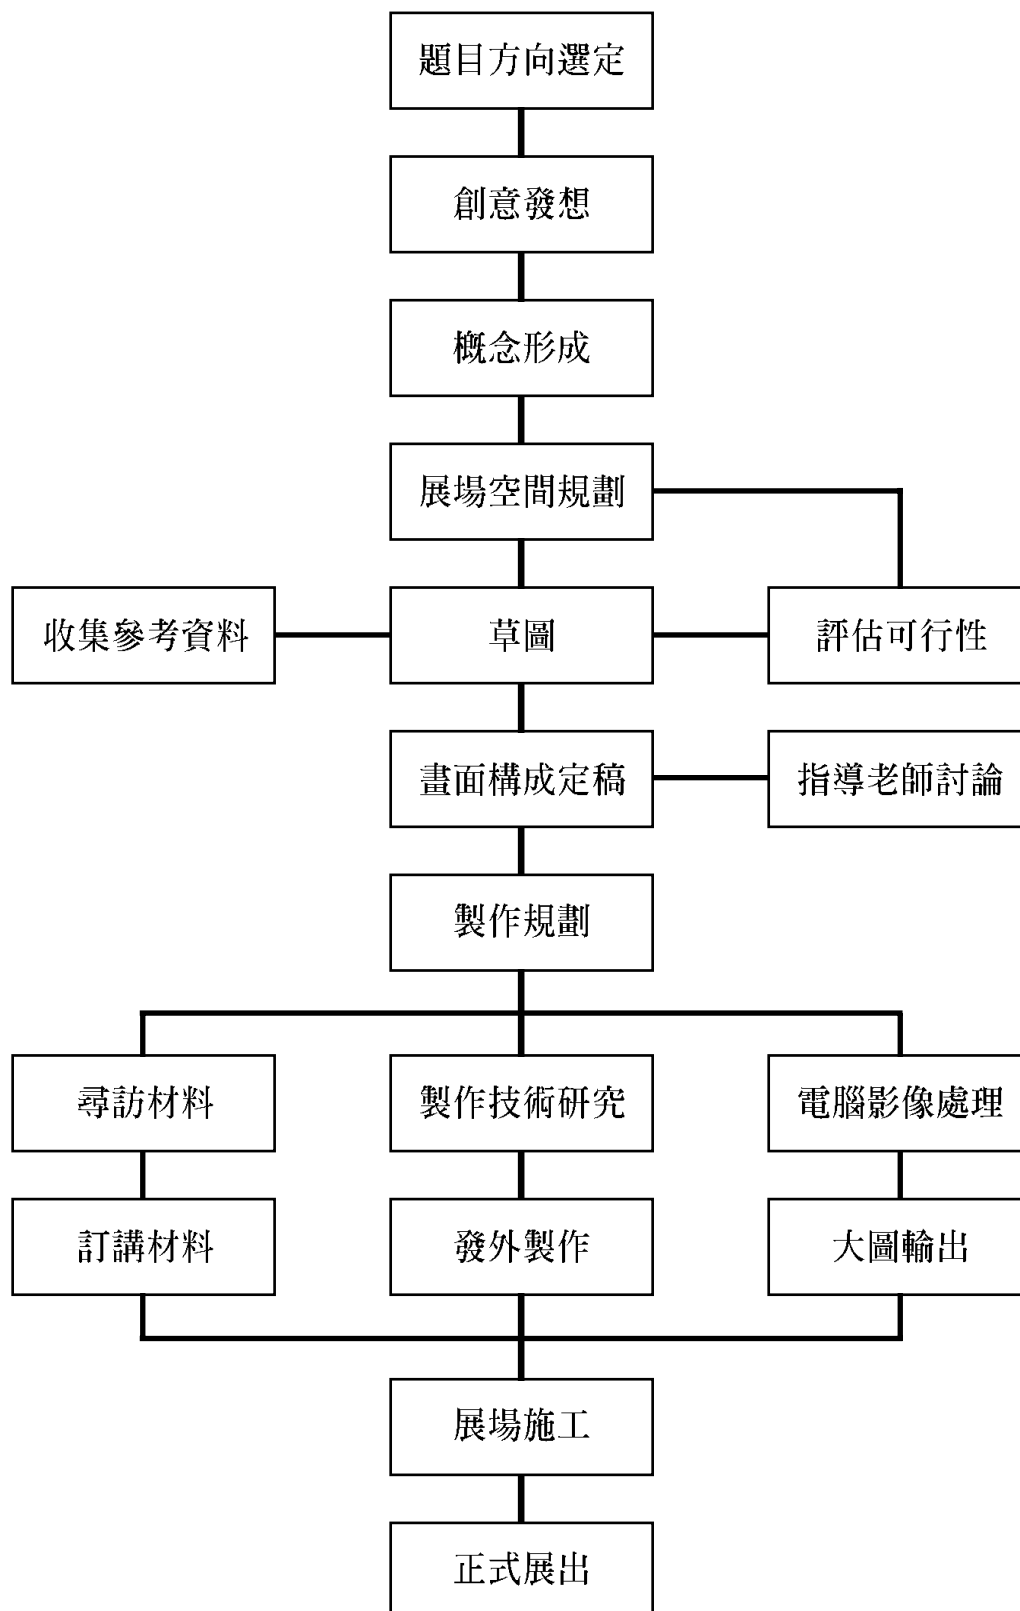 題目方向選定
創意發想
概念形成
展場空間規劃
收集參考資料
草圖
評估可行性
畫面構成定稿
指導老師討論
製作規劃
尋訪材料
製作技術研究
電腦影像處理
訂講材料
發外製作
大圖輸出
展場施工
正式展出